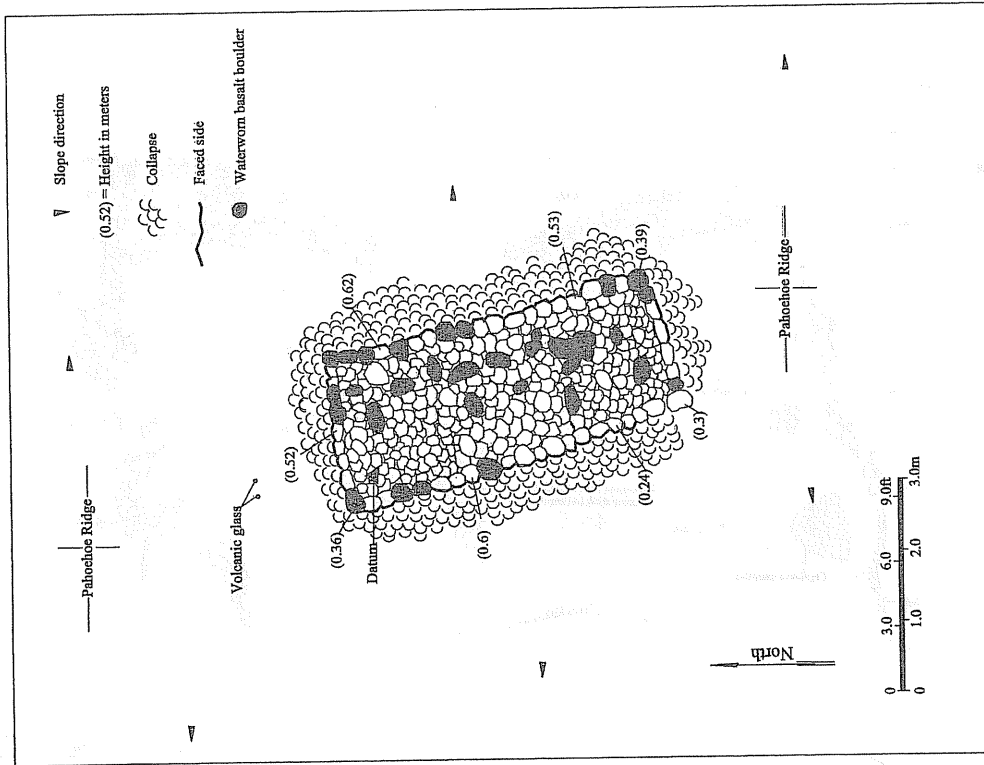 Slope direction
(0.52) = Height in meters
Collapse
Faced side
Waterworn basalt boulder
Pahoehoe Ridge
Volcanic glass
(0.36)
Datum
(0.52)
(0.62)
(0.6)
(0.53)
(0.39)
(0.24)
(0.3)
Pahoehoe Ridge
North
0 3.0 6.0 9.0ft
0 1.0 2.0 3.0m